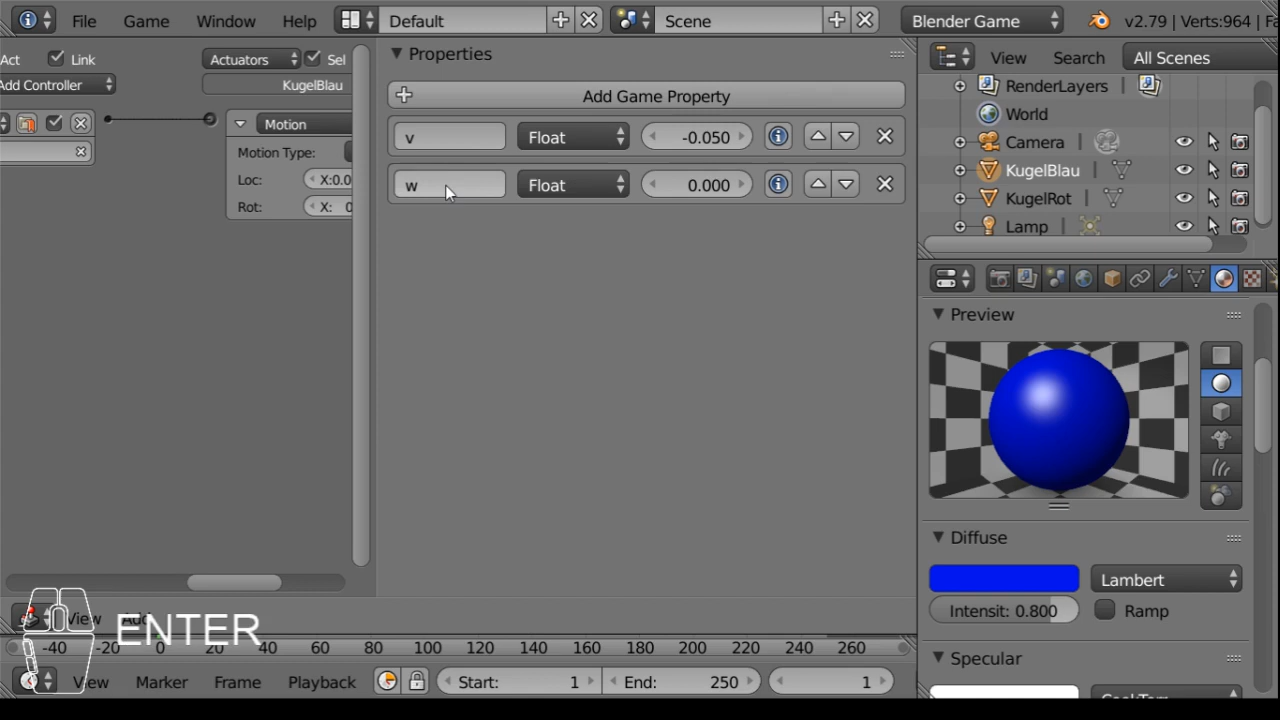 File Game Window Help Default Scene Blender Game v2.79 | Verts:964 |
Act Link Actuators Sel
Add Controller KugelBlau
Motion
Motion Type:
Loc: X:0.0
Rot: X: 0
Properties
Add Game Property
v Float -0.050
w Float 0.000
View Search All Scenes
RenderLayers
World
Camera
KugelBlau
KugelRot
Lamp
Preview
Diffuse
Lambert
Intensit: 0.800 Ramp
Specular
View Add
ENTER
-40 -20 0 20 40 60 80 100 120 140 160 180 200 220 240 260
View Marker Frame Playback Start: 1 End: 250 1